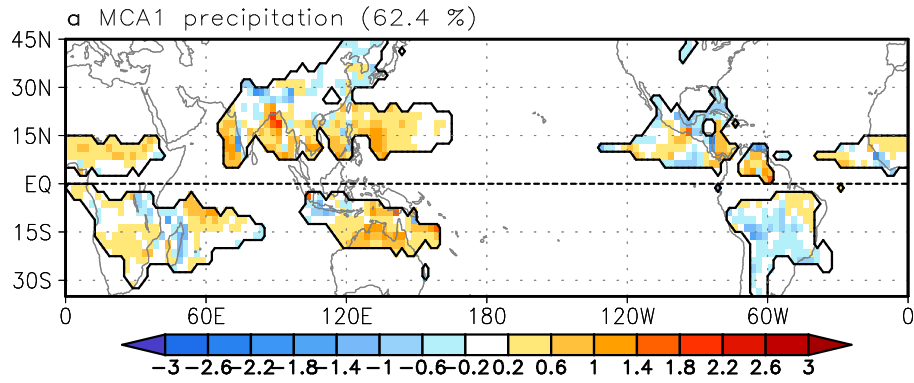 a MCA1 precipitation (62.4 %)
45N
30N
15N
EQ
15S
30S
0 60E 120E 180 120W 60W 0
-3 -2.6 -2.2 -1.8 -1.4 -1 -0.6 -0.2 0.2 0.6 1 1.4 1.8 2.2 2.6 3